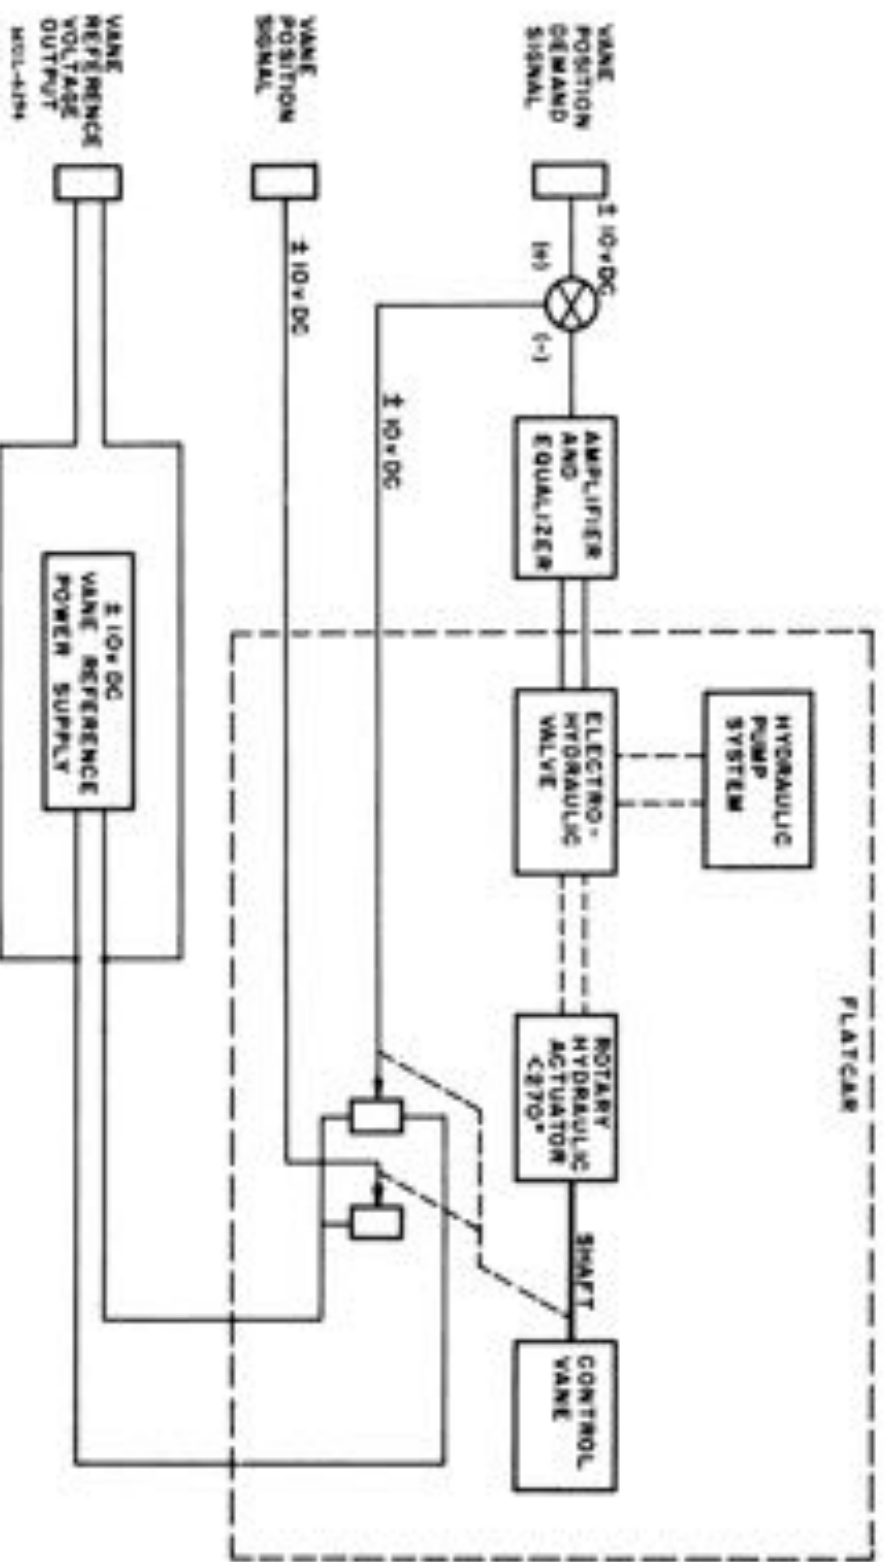 FLATCAR
HYDRAULIC
PUMP
SYSTEM
VANE
POSITION
DEMAND
SIGNAL
± 10v DC
(+)
(-)
AMPLIFIER
AND
EQUALIZER
ELECTRO-
HYDRAULIC
VALVE
ROTARY
HYDRAULIC
ACTUATOR
<270°
SHAFT
CONTROL
VANE
± 10v DC
VANE
POSITION
SIGNAL
± 10v DC
VANE
REFERENCE
VOLTAGE
OUTPUT
± 10v DC
VANE REFERENCE
POWER SUPPLY